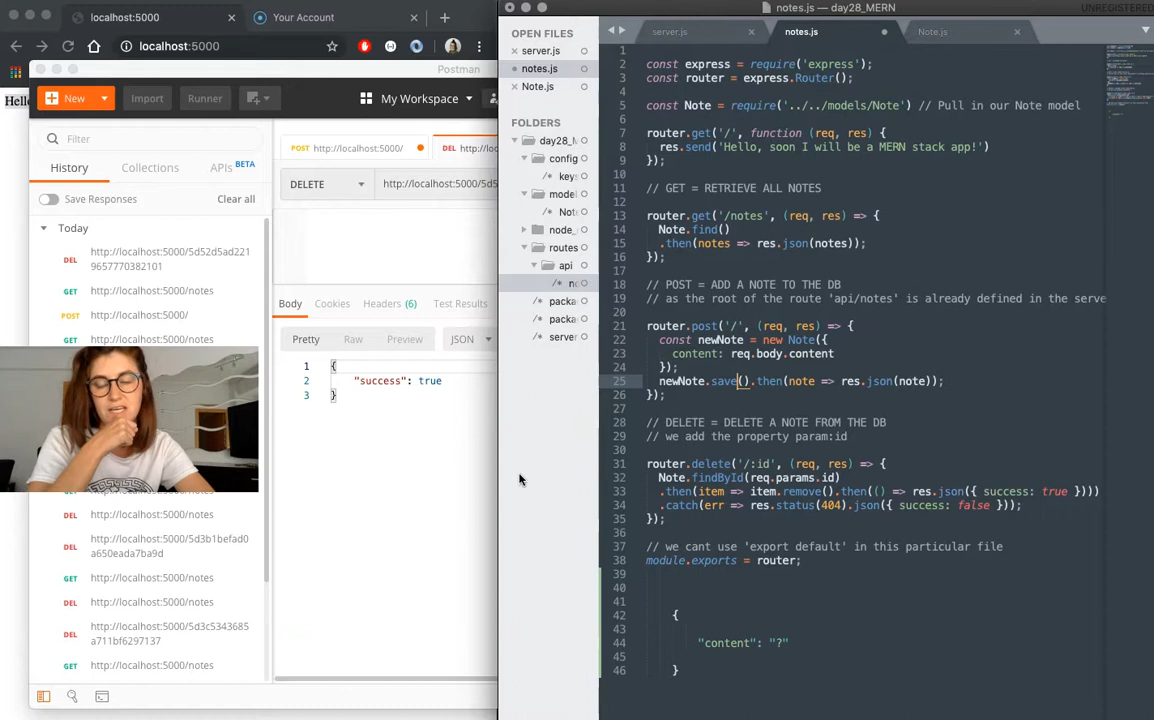 localhost:5000
Your Account
localhost:5000
Hello
Postman
New
Import
Runner
My Workspace
Filter
History
Collections
APIs
BETA
Save Responses
Clear all
Today
DEL
http://localhost:5000/5d52d5ad221
9657770382101
GET
http://localhost:5000/notes
POST
http://localhost:5000/
GET
http://localhost:5000/notes
GET
http://localhost:5000/notes
DEL
http://localhost:5000/notes
DEL
http://localhost:5000/5d3b1befad0
a650eada7ba9d
GET
http://localhost:5000/notes
DEL
http://localhost:5000/notes
DEL
http://localhost:5000/5d3c5343685
a711bf6297137
GET
http://localhost:5000/notes
POST
http://localhost:5000/
DEL
http://loc
DELETE
http://localhost:5000/5d5
Body
Cookies
Headers (6)
Test Results
Pretty
Raw
Preview
JSON
1 {
2 "success": true
3 }
notes.js — day28_MERN
UNREGISTERED
OPEN FILES
server.js
notes.js
Note.js
FOLDERS
day28_
config
key
mode
Not
node_
routes
api
n
packa
packa
server
server.js
notes.js
Note.js
1
2 const express = require('express');
3 const router = express.Router();
4
5 const Note = require('../../models/Note') // Pull in our Note model
6
7 router.get('/', function (req, res) {
8 res.send('Hello, soon I will be a MERN stack app!')
9 });
10
11 // GET = RETRIEVE ALL NOTES
12
13 router.get('/notes', (req, res) => {
14 Note.find()
15 .then(notes => res.json(notes));
16 });
17
18 // POST = ADD A NOTE TO THE DB
19 // as the root of the route 'api/notes' is already defined in the serve
20
21 router.post('/', (req, res) => {
22 const newNote = new Note({
23 content: req.body.content
24 });
25 newNote.save().then(note => res.json(note));
26 });
27
28 // DELETE = DELETE A NOTE FROM THE DB
29 // we add the property param:id
30
31 router.delete('/:id', (req, res) => {
32 Note.findById(req.params.id)
33 .then(item => item.remove().then(() => res.json({ success: true })))
34 .catch(err => res.status(404).json({ success: false }));
35 });
36
37 // we cant use 'export default' in this particular file
38 module.exports = router;
39
40
41
42 {
43
44 "content": "?"
45
46 }